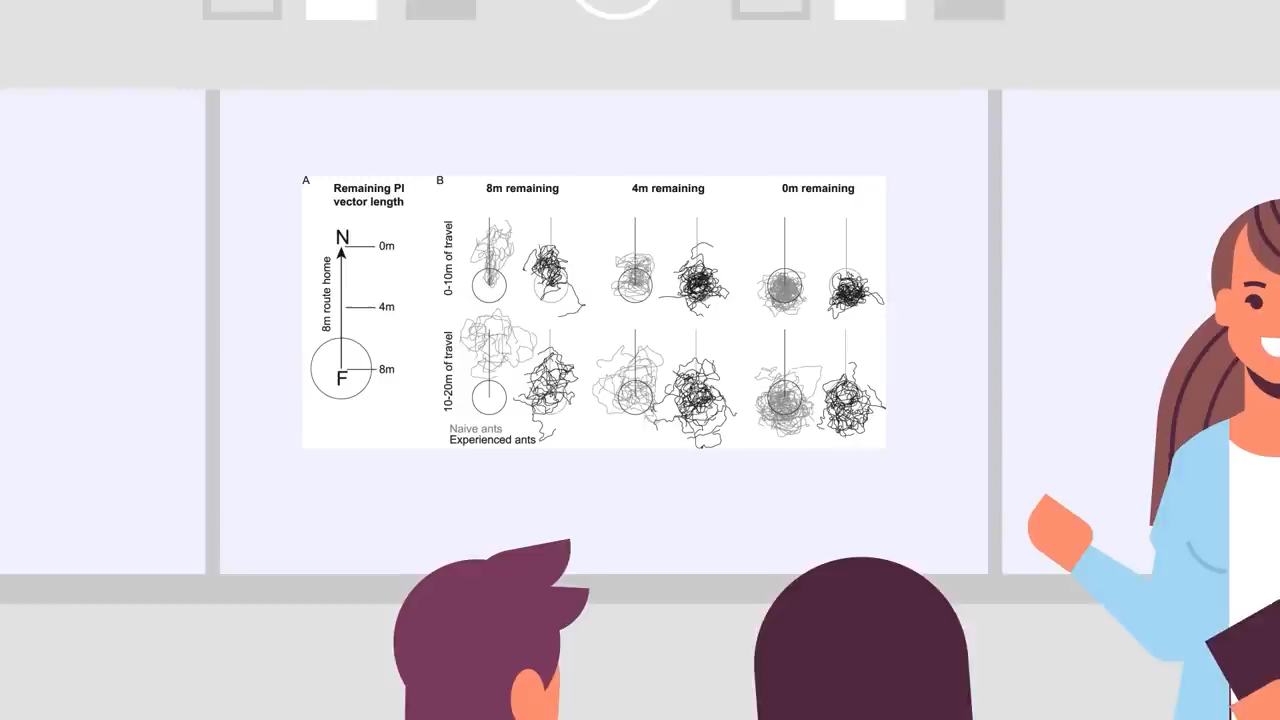 A
Remaining PI
vector length
N
0m
8m route home
4m
F
8m
B
8m remaining
4m remaining
0m remaining
0-10m of travel
10-20m of travel
Naive ants
Experienced ants